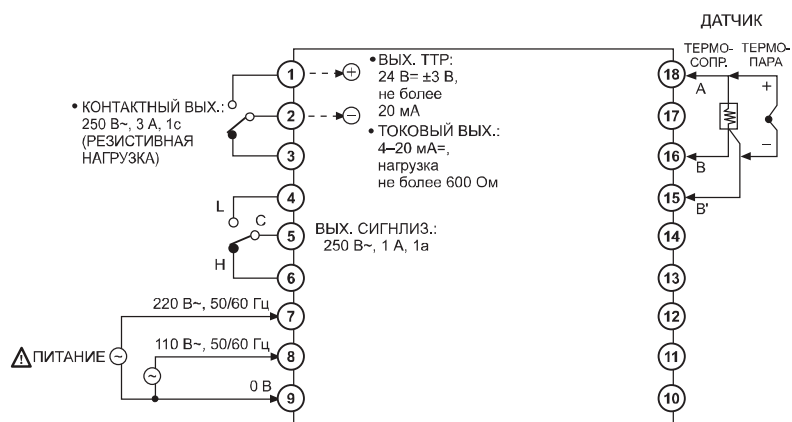 ДАТЧИК
ТЕРМО-
СОПР.
ТЕРМО-
ПАРА
• КОНТАКТНЫЙ ВЫХ.:
250 В~, 3 А, 1с
(РЕЗИСТИВНАЯ
НАГРУЗКА)
1
2
3
+
−
• ВЫХ. ТТР:
24 В= ±3 В,
не более
20 мА
• ТОКОВЫЙ ВЫХ.:
4–20 мА=,
нагрузка
не более 600 Ом
18
17
16
15
14
13
12
11
10
A
B
B'
+
−
L
C
H
4
5
6
ВЫХ. СИГНЛИЗ.:
250 В~, 1 А, 1а
220 В~, 50/60 Гц
7
⚠ПИТАНИЕ ~
110 В~, 50/60 Гц
8
~
0 В
9